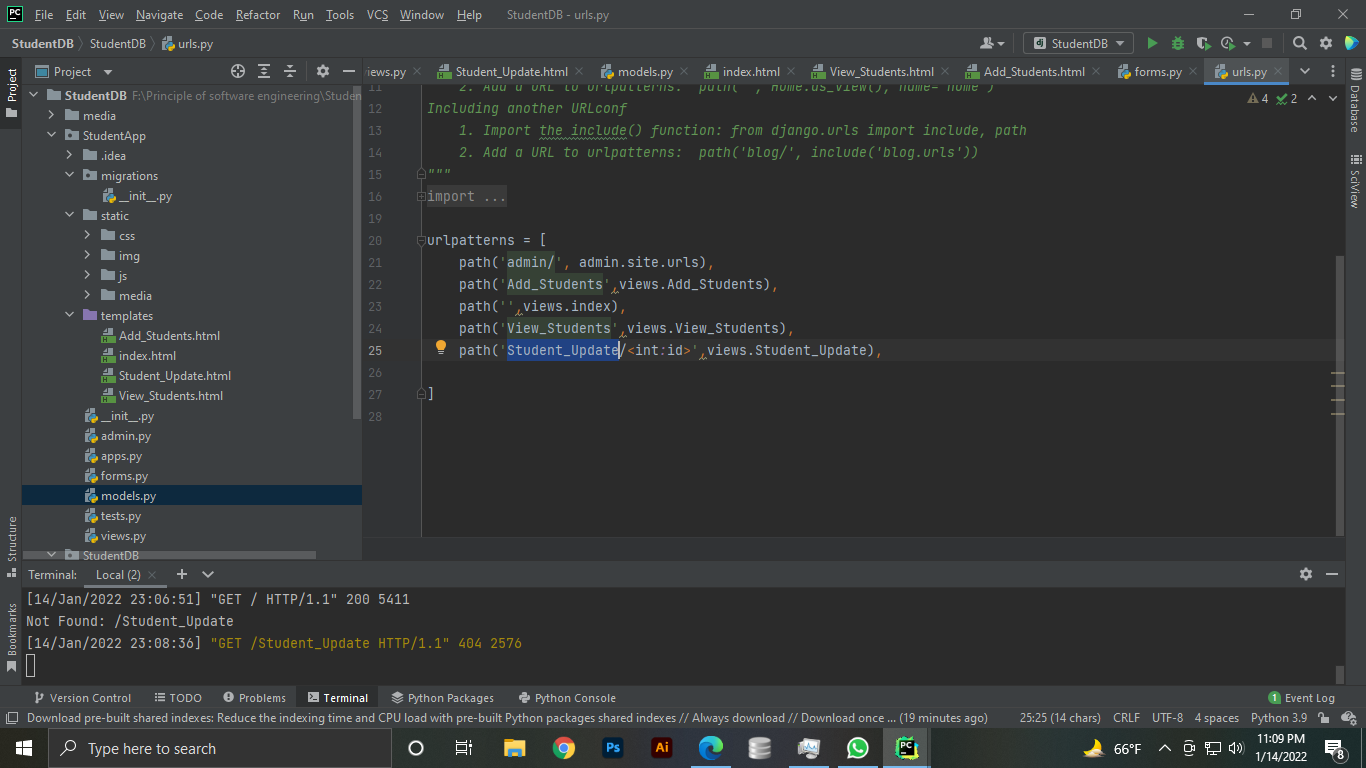 File Edit View Navigate Code Refactor Run Tools VCS Window Help StudentDB - urls.py
StudentDB StudentDB urls.py
StudentDB
Project
iews.py Student_Update.html models.py index.html View_Students.html Add_Students.html forms.py urls.py
Project
Structure
Bookmarks
StudentDB F:\Principle of software engineering\Studen
media
StudentApp
.idea
migrations
__init__.py
static
css
img
js
media
templates
Add_Students.html
index.html
Student_Update.html
View_Students.html
__init__.py
admin.py
apps.py
forms.py
models.py
tests.py
views.py
StudentDB
4 2
11 2. Add a URL to urlpatterns: path('', Home.as_view(), name='home')
12 Including another URLconf
13 1. Import the include() function: from django.urls import include, path
14 2. Add a URL to urlpatterns: path('blog/', include('blog.urls'))
15 """
16 import ...
19
20 urlpatterns = [
21 path('admin/', admin.site.urls),
22 path('Add_Students',views.Add_Students),
23 path('',views.index),
24 path('View_Students',views.View_Students),
25 path('Student_Update/<int:id>',views.Student_Update),
26
27 ]
28
Database
SciView
Terminal: Local (2)
[14/Jan/2022 23:06:51] "GET / HTTP/1.1" 200 5411
Not Found: /Student_Update
[14/Jan/2022 23:08:36] "GET /Student_Update HTTP/1.1" 404 2576
Version Control TODO Problems Terminal Python Packages Python Console 1 Event Log
Download pre-built shared indexes: Reduce the indexing time and CPU load with pre-built Python packages shared indexes // Always download // Download once ... (19 minutes ago) 25:25 (14 chars) CRLF UTF-8 4 spaces Python 3.9
Type here to search
Ps
Ai
PC
66°F
11:09 PM
1/14/2022
8